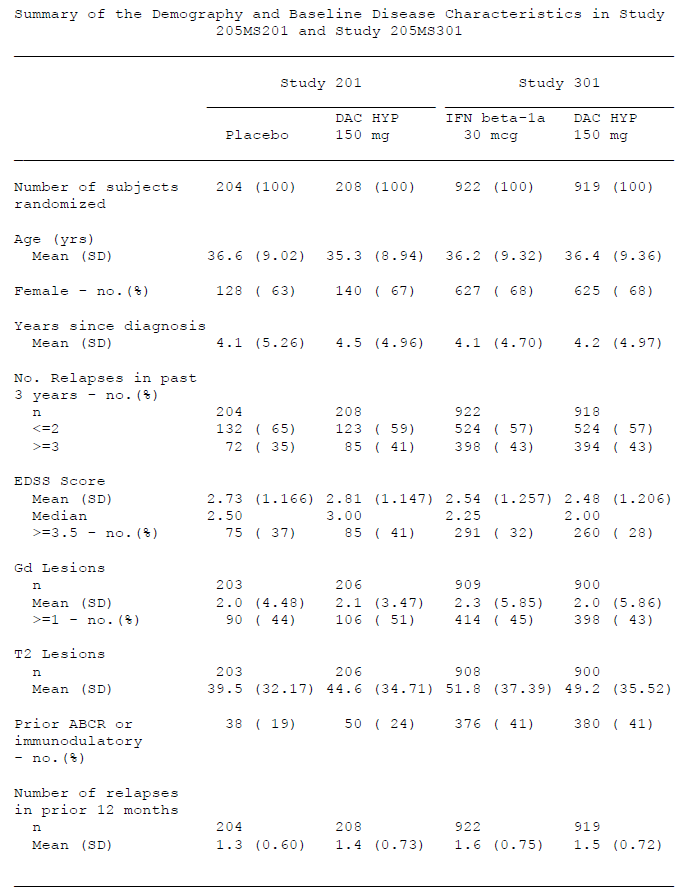 Summary of the Demography and Baseline Disease Characteristics in Study
205MS201 and Study 205MS301
Study 201 Study 301
DAC HYP IFN beta-1a DAC HYP
Placebo 150 mg 30 mcg 150 mg
Number of subjects 204 (100) 208 (100) 922 (100) 919 (100)
randomized
Age (yrs)
Mean (SD) 36.6 (9.02) 35.3 (8.94) 36.2 (9.32) 36.4 (9.36)
Female - no.(%) 128 ( 63) 140 ( 67) 627 ( 68) 625 ( 68)
Years since diagnosis
Mean (SD) 4.1 (5.26) 4.5 (4.96) 4.1 (4.70) 4.2 (4.97)
No. Relapses in past
3 years - no.(%)
n 204 208 922 918
<=2 132 ( 65) 123 ( 59) 524 ( 57) 524 ( 57)
>=3 72 ( 35) 85 ( 41) 398 ( 43) 394 ( 43)
EDSS Score
Mean (SD) 2.73 (1.166) 2.81 (1.147) 2.54 (1.257) 2.48 (1.206)
Median 2.50 3.00 2.25 2.00
>=3.5 - no.(%) 75 ( 37) 85 ( 41) 291 ( 32) 260 ( 28)
Gd Lesions
n 203 206 909 900
Mean (SD) 2.0 (4.48) 2.1 (3.47) 2.3 (5.85) 2.0 (5.86)
>=1 - no.(%) 90 ( 44) 106 ( 51) 414 ( 45) 398 ( 43)
T2 Lesions
n 203 206 908 900
Mean (SD) 39.5 (32.17) 44.6 (34.71) 51.8 (37.39) 49.2 (35.52)
Prior ABCR or 38 ( 19) 50 ( 24) 376 ( 41) 380 ( 41)
immunodulatory
- no.(%)
Number of relapses
in prior 12 months
n 204 208 922 919
Mean (SD) 1.3 (0.60) 1.4 (0.73) 1.6 (0.75) 1.5 (0.72)